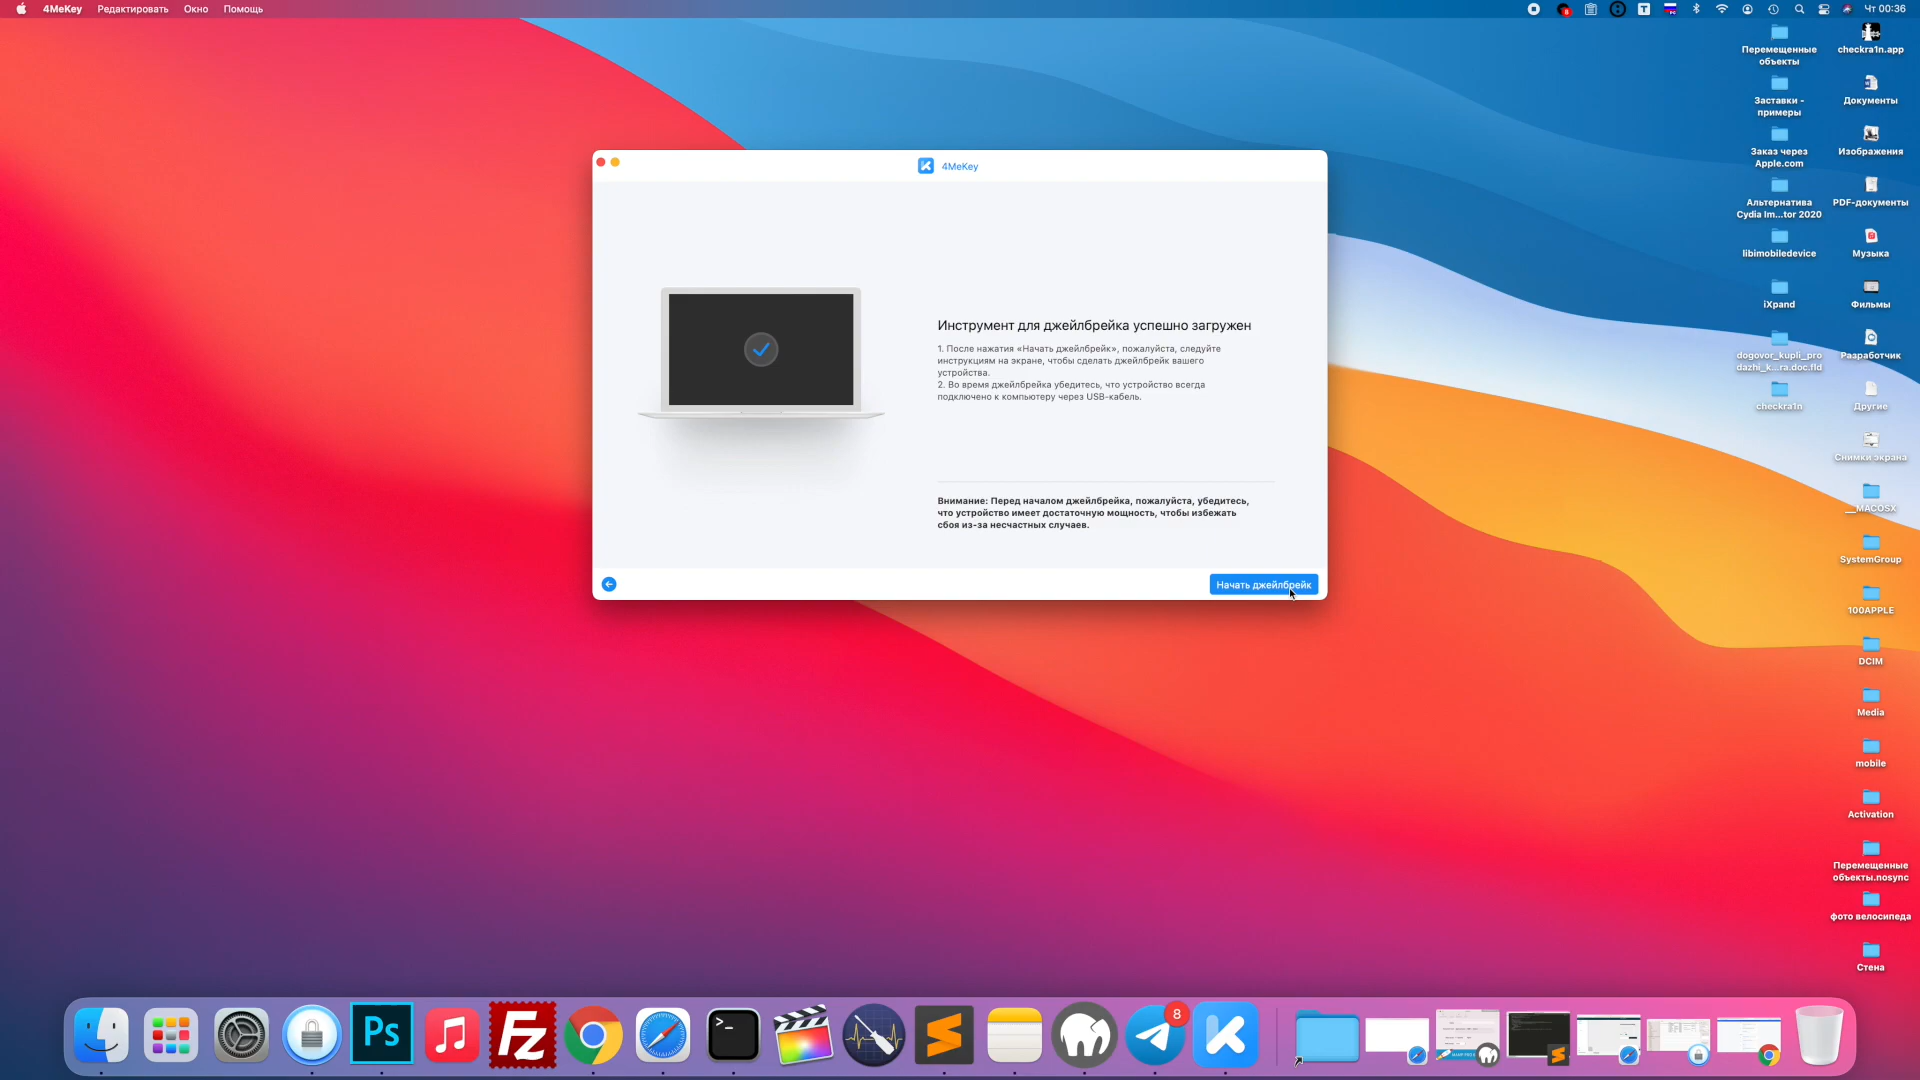 4MeKey Редактировать Окно Помощь
Чт 00:36
Перемещенные
объекты
checkra1n.app
Заставки -
примеры
Документы
Заказ через
Apple.com
Изображения
Альтернатива
Cydia Im...tor 2020
PDF-документы
libimobiledevice
Музыка
iXpand
Фильмы
dogovor_kupli_pro
dazhi_k...ra.doc.fld
Разработчик
checkra1n
Другие
Снимки экрана
__MACOSX
SystemGroup
100APPLE
DCIM
Media
mobile
Activation
Перемещенные
объекты.nosync
фото велосипеда
Стена
4MeKey
Инструмент для джейлбрейка успешно загружен
1. После нажатия «Начать джейлбрейк», пожалуйста, следуйте
инструкциям на экране, чтобы сделать джейлбрейк вашего
устройства.
2. Во время джейлбрейка убедитесь, что устройство всегда
подключено к компьютеру через USB-кабель.
Внимание: Перед началом джейлбрейка, пожалуйста, убедитесь,
что устройство имеет достаточную мощность, чтобы избежать
сбоя из-за несчастных случаев.
Начать джейлбрейк
Ps
Fz
8